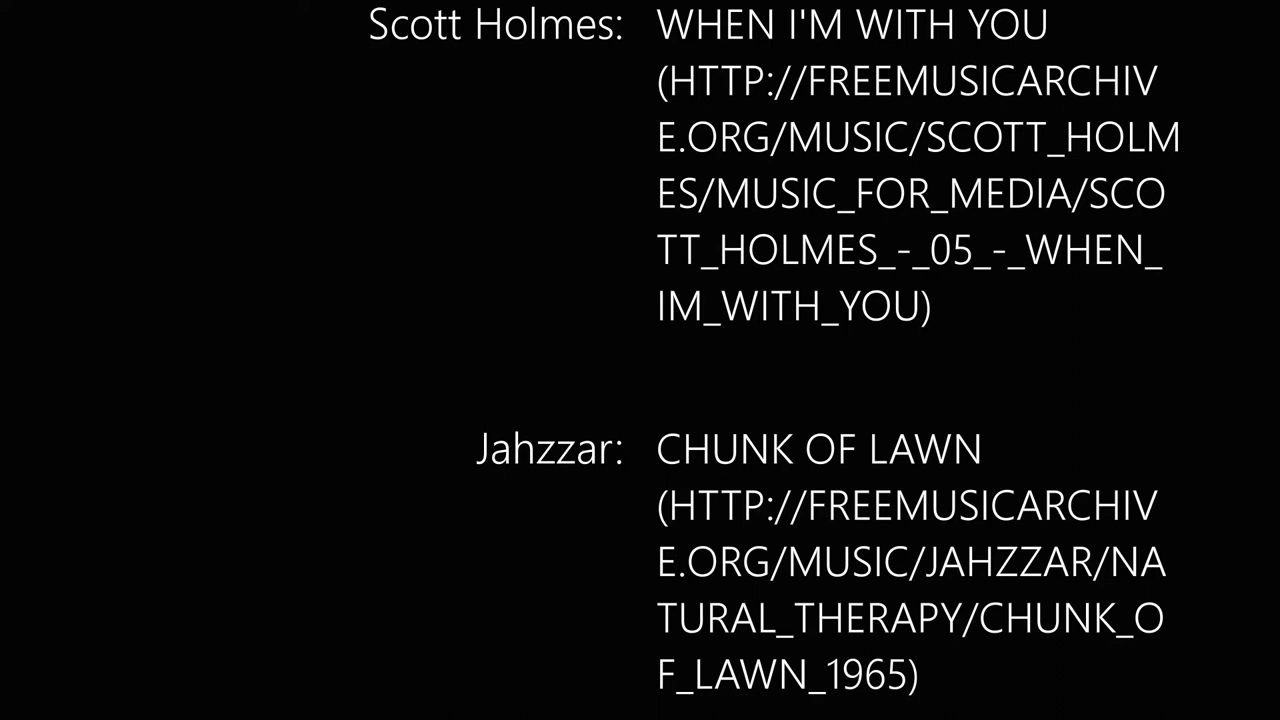 Scott Holmes: WHEN I'M WITH YOU
(HTTP://FREEMUSICARCHIV
E.ORG/MUSIC/SCOTT_HOLM
ES/MUSIC_FOR_MEDIA/SCO
TT_HOLMES_-_05_-_WHEN_
IM_WITH_YOU)
Jahzzar: CHUNK OF LAWN
(HTTP://FREEMUSICARCHIV
E.ORG/MUSIC/JAHZZAR/NA
TURAL_THERAPY/CHUNK_O
F_LAWN_1965)